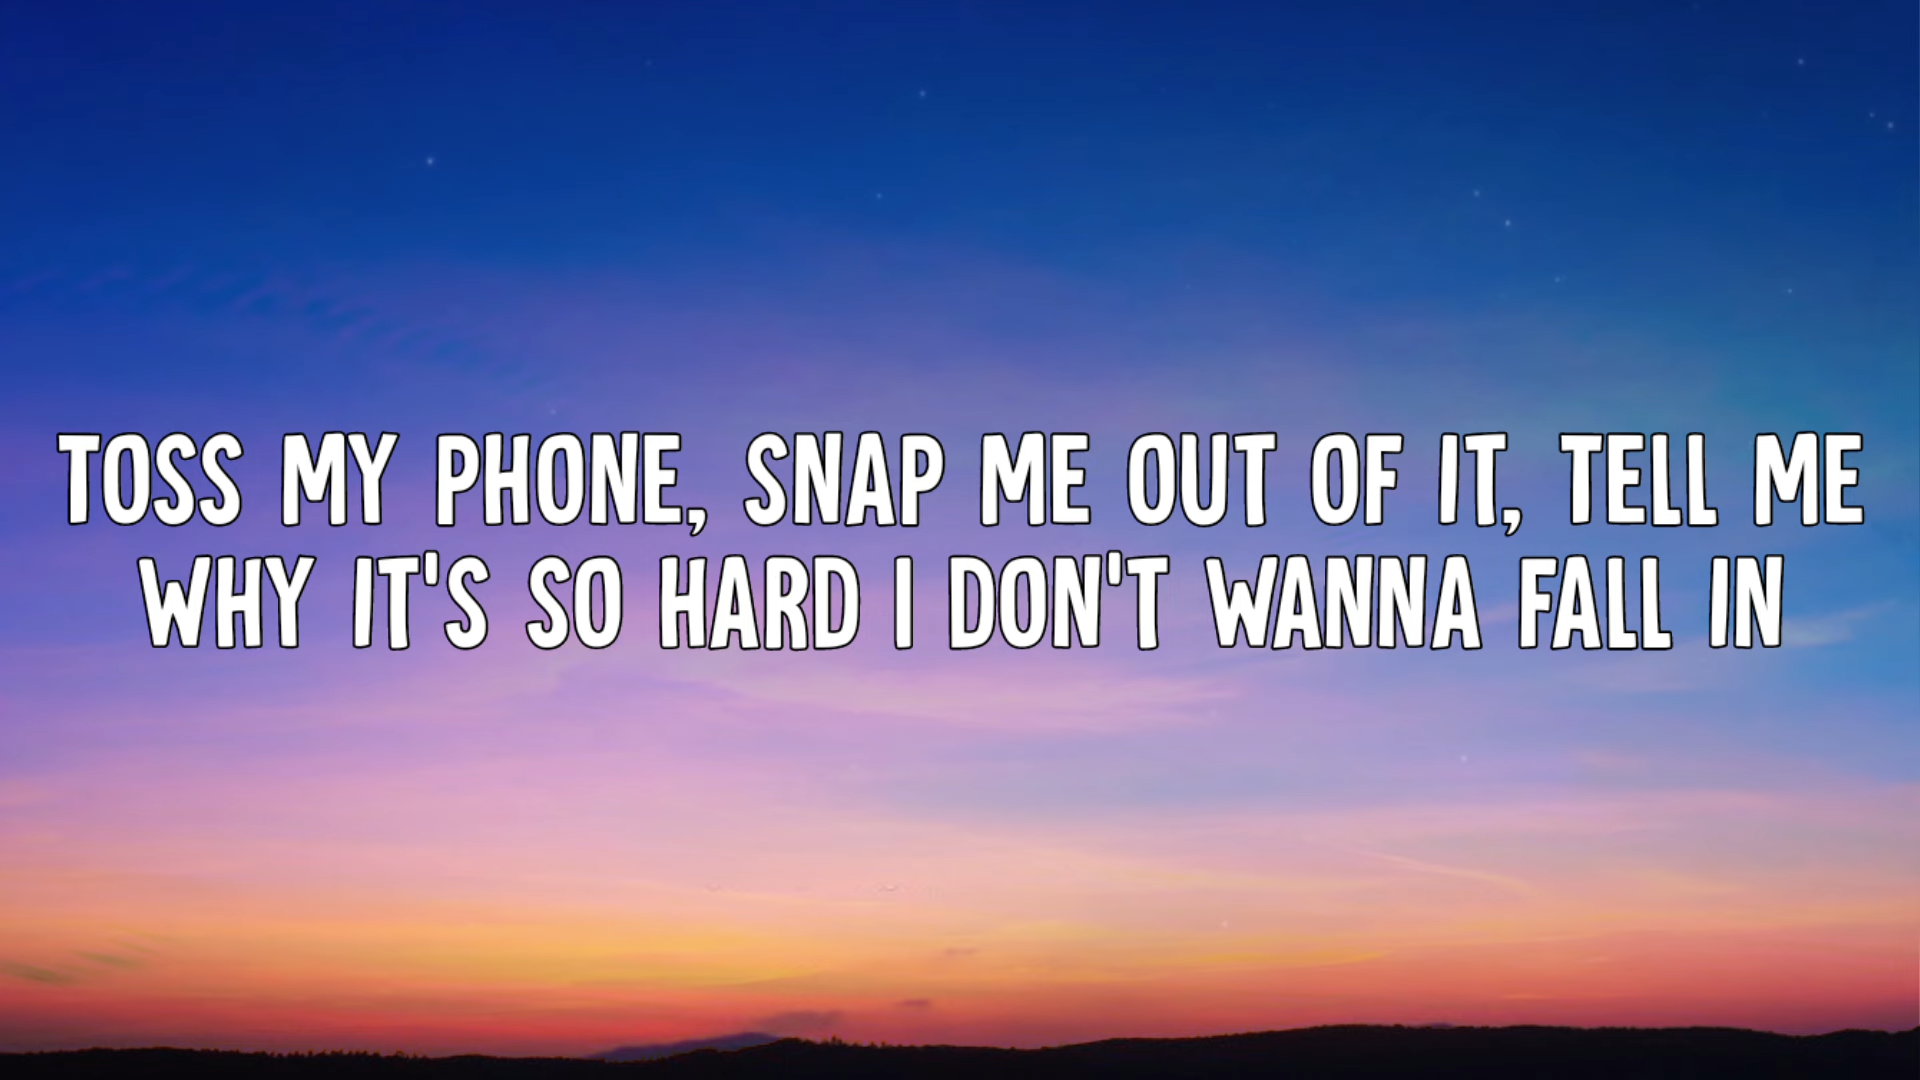 TOSS MY PHONE, SNAP ME OUT OF IT, TELL ME
WHY IT'S SO HARD I DON'T WANNA FALL IN